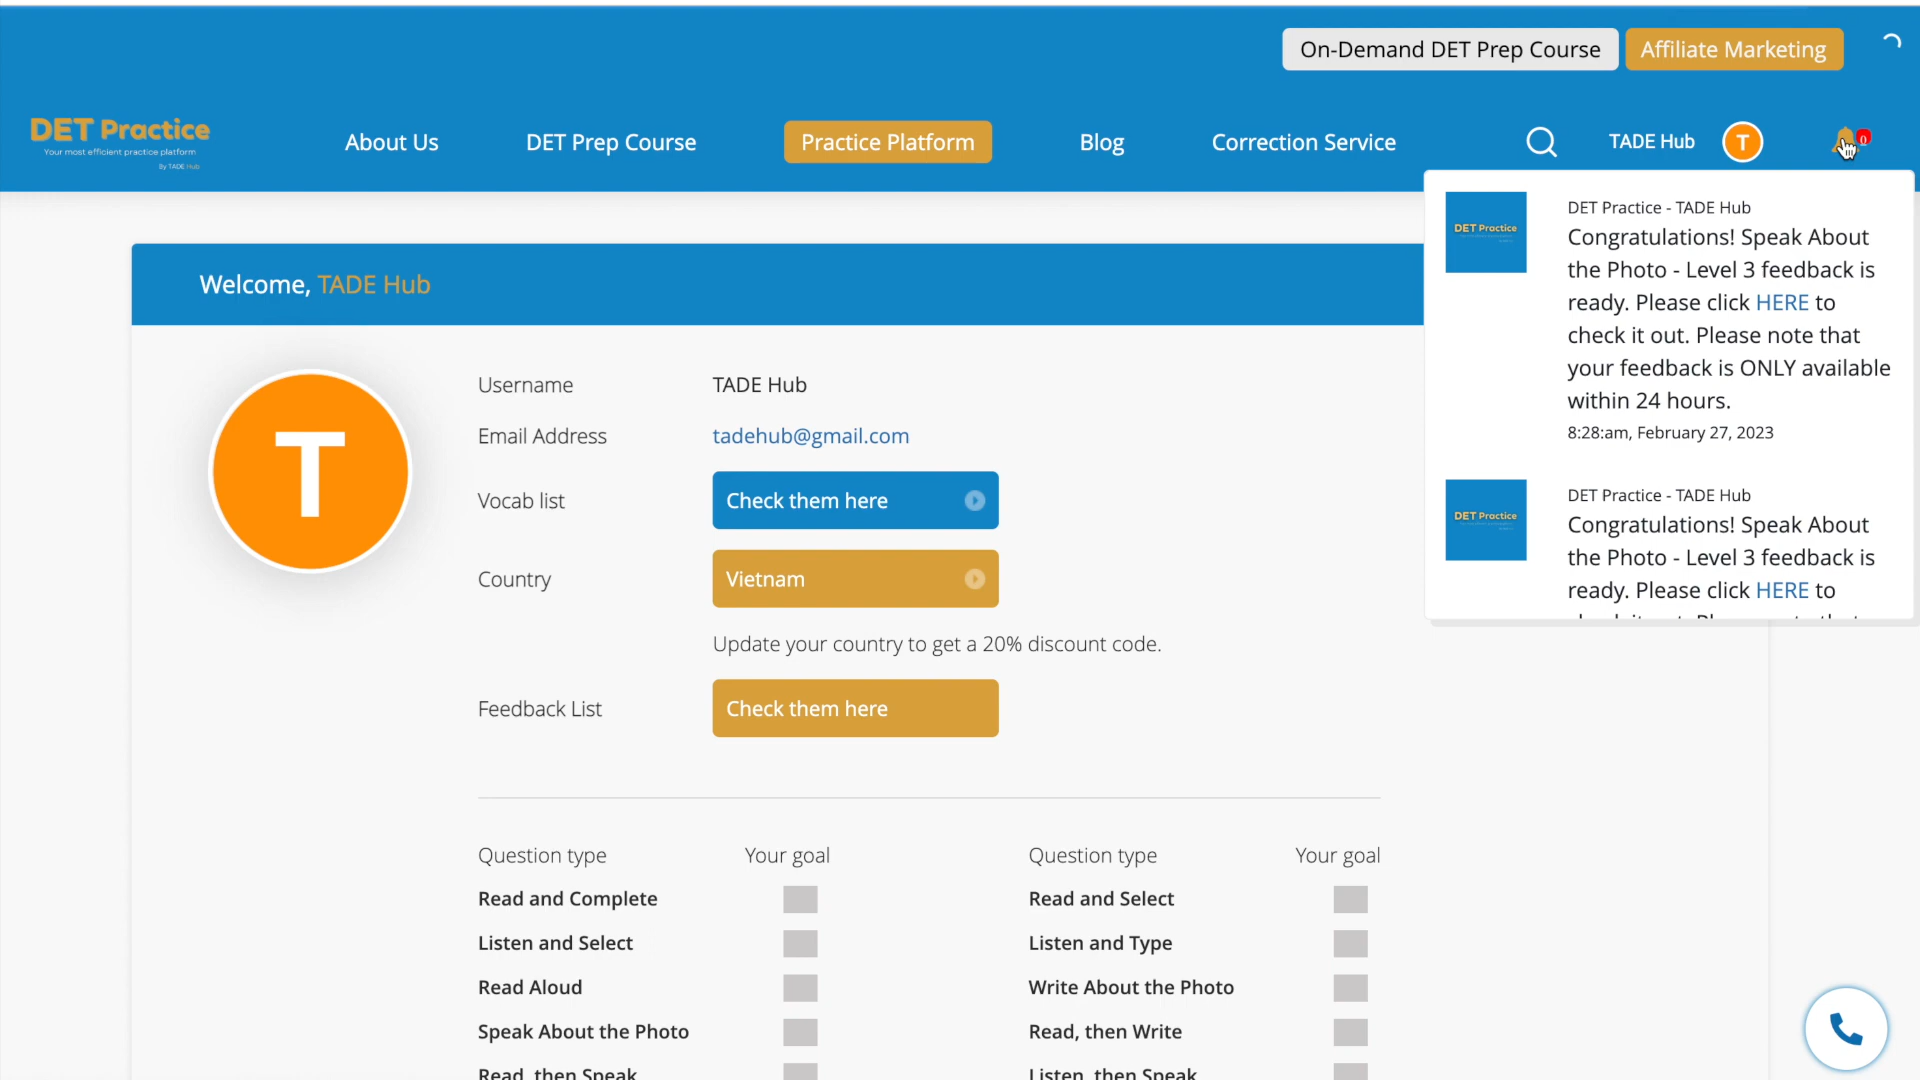 On-Demand DET Prep Course
Affiliate Marketing
DET Practice
Your most efficient practice platform
By TADE Hub
About Us
DET Prep Course
Practice Platform
Blog
Correction Service
TADE Hub
T
0
DET Practice
DET Practice - TADE Hub
Congratulations! Speak About
the Photo - Level 3 feedback is
ready. Please click HERE to
check it out. Please note that
your feedback is ONLY available
within 24 hours.
8:28:am, February 27, 2023
DET Practice
DET Practice - TADE Hub
Congratulations! Speak About
the Photo - Level 3 feedback is
ready. Please click HERE to
Welcome, TADE Hub
T
Username
TADE Hub
Email Address
tadehub@gmail.com
Vocab list
Check them here
Country
Vietnam
Update your country to get a 20% discount code.
Feedback List
Check them here
Question type
Your goal
Question type
Your goal
Read and Complete
Read and Select
Listen and Select
Listen and Type
Read Aloud
Write About the Photo
Speak About the Photo
Read, then Write
Read, then Speak
Listen, then Speak